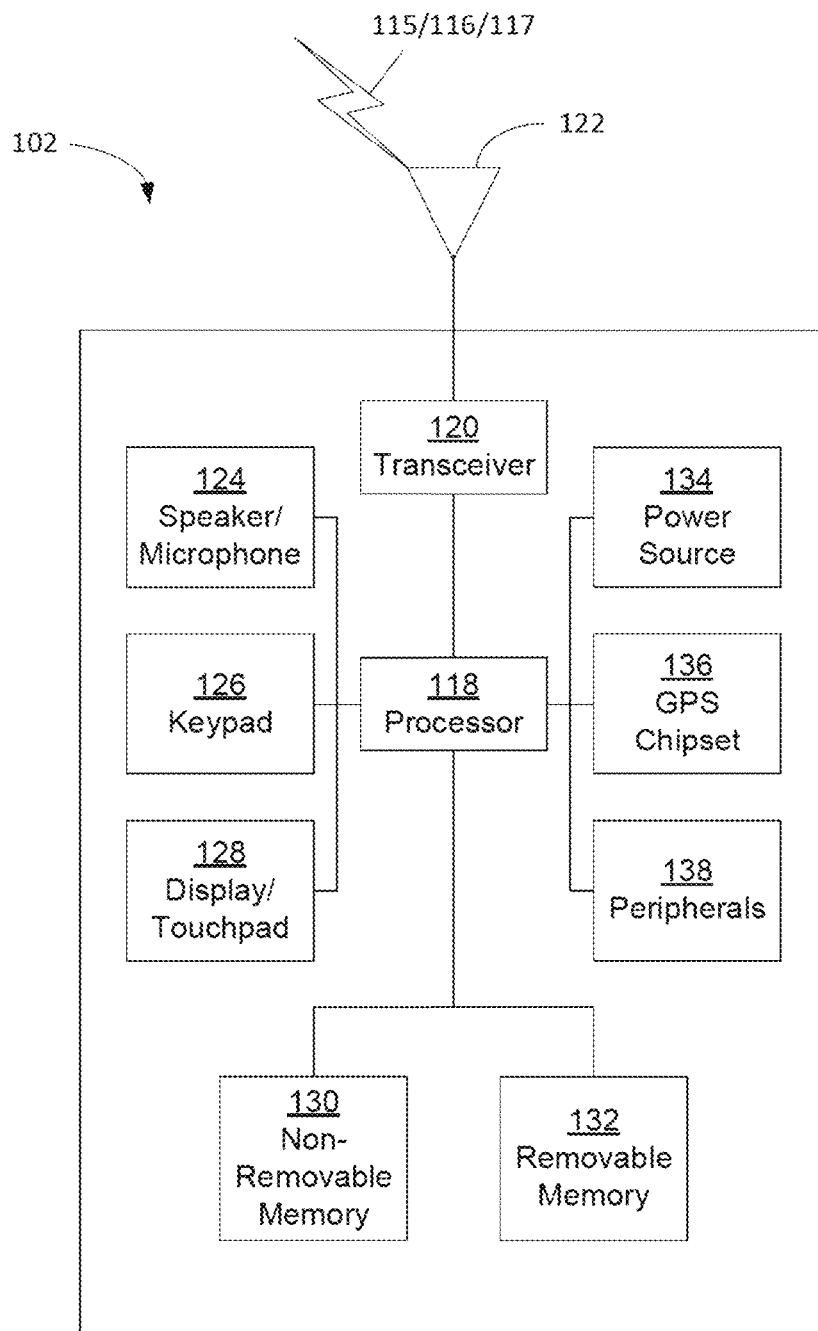 115/116/117
122
102
120
Transceiver
124
Speaker/
Microphone
134
Power
Source
126
Keypad
118
Processor
136
GPS
Chipset
128
Display/
Touchpad
138
Peripherals
130
Non-
Removable
Memory
132
Removable
Memory